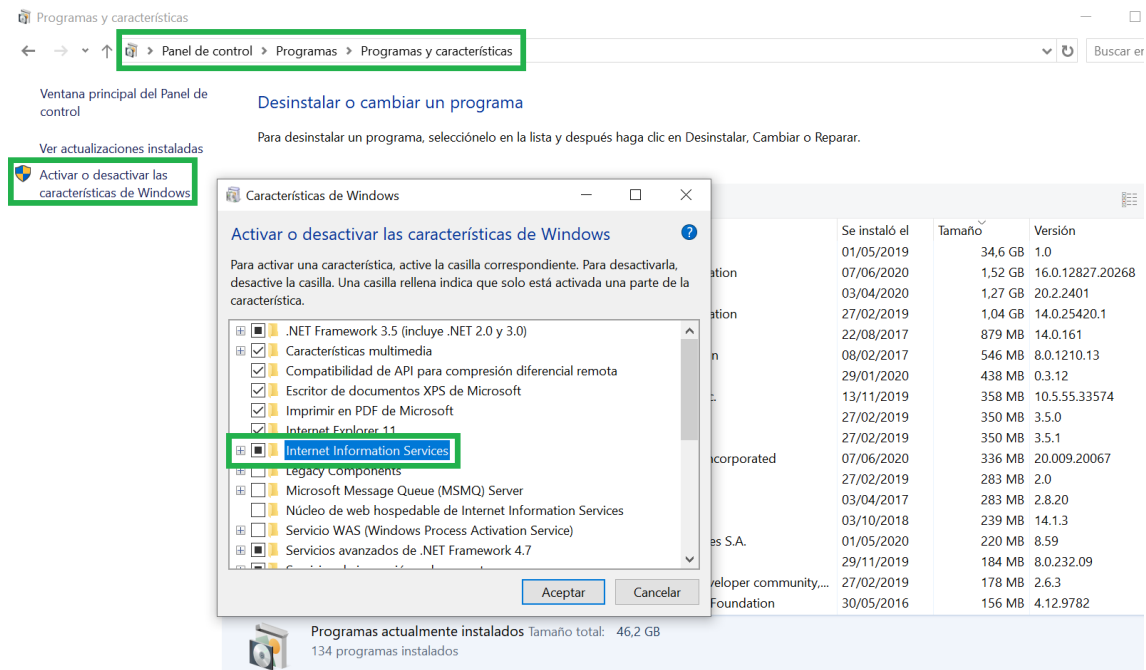 Programas y características
Panel de control > Programas > Programas y características
Buscar en
Ventana principal del Panel de
control
Ver actualizaciones instaladas
Activar o desactivar las
características de Windows
Desinstalar o cambiar un programa
Para desinstalar un programa, selecciónelo en la lista y después haga clic en Desinstalar, Cambiar o Reparar.
Características de Windows
Activar o desactivar las características de Windows
Para activar una característica, active la casilla correspondiente. Para desactivarla,
desactive la casilla. Una casilla rellena indica que solo está activada una parte de la
característica.
.NET Framework 3.5 (incluye .NET 2.0 y 3.0)
Características multimedia
Compatibilidad de API para compresión diferencial remota
Escritor de documentos XPS de Microsoft
Imprimir en PDF de Microsoft
Internet Explorer 11
Internet Information Services
Legacy Components
Microsoft Message Queue (MSMQ) Server
Núcleo de web hospedable de Internet Information Services
Servicio WAS (Windows Process Activation Service)
Servicios avanzados de .NET Framework 4.7
Aceptar
Cancelar
Se instaló el Tamaño Versión
01/05/2019 34,6 GB 1.0
ation 07/06/2020 1,52 GB 16.0.12827.20268
03/04/2020 1,27 GB 20.2.2401
ation 27/02/2019 1,04 GB 14.0.25420.1
22/08/2017 879 MB 14.0.161
n 08/02/2017 546 MB 8.0.1210.13
29/01/2020 438 MB 0.3.12
13/11/2019 358 MB 10.5.55.33574
27/02/2019 350 MB 3.5.0
27/02/2019 350 MB 3.5.1
ncorporated 07/06/2020 336 MB 20.009.20067
27/02/2019 283 MB 2.0
03/04/2017 283 MB 2.8.20
03/10/2018 239 MB 14.1.3
es S.A. 01/05/2020 220 MB 8.59
29/11/2019 184 MB 8.0.232.09
veloper community,... 27/02/2019 178 MB 2.6.3
Foundation 30/05/2016 156 MB 4.12.9782
Programas actualmente instalados Tamaño total: 46,2 GB
134 programas instalados